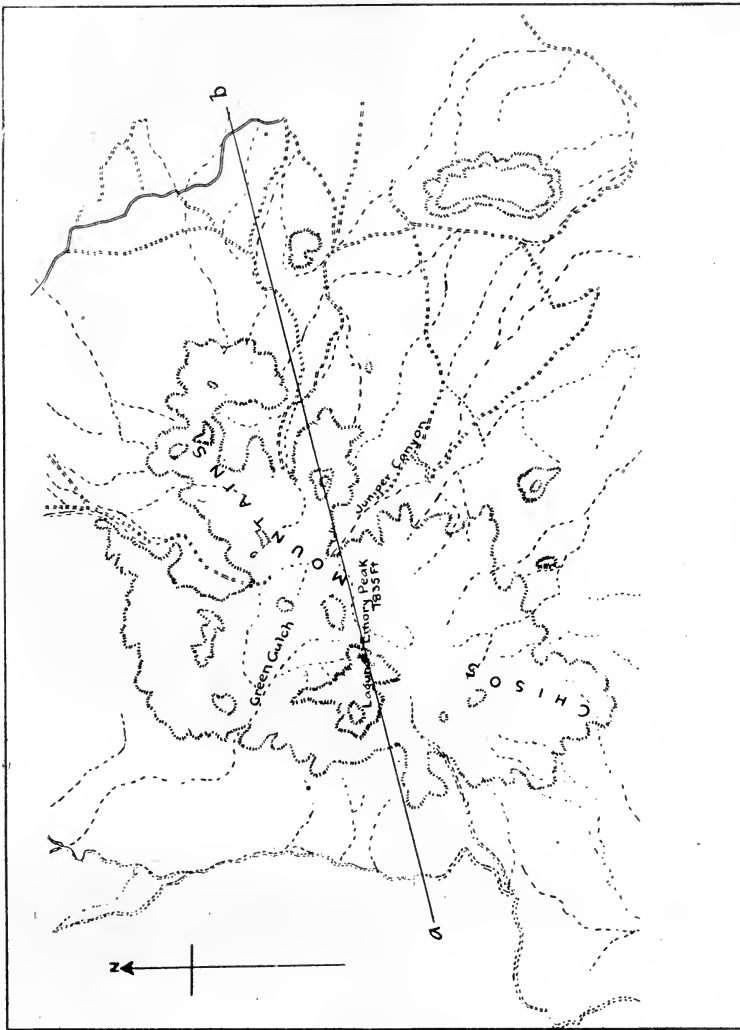 b
MOUNTAINS
Juniper Canyon
Green Gulch
Laguna
Emory Peak
7835 Ft
CHISOS
a
N